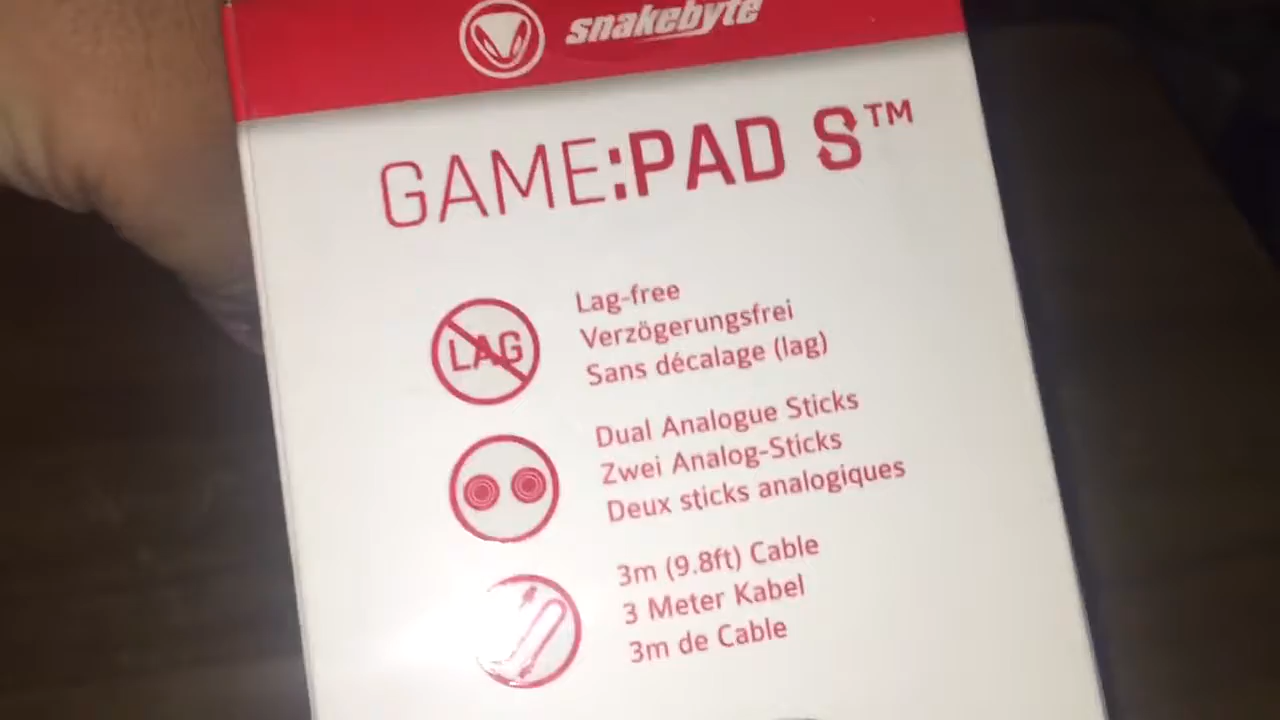 snakebyte
GAME:PAD S™
LAG
Lag-free
Verzögerungsfrei
Sans décalage (lag)
Dual Analogue Sticks
Zwei Analog-Sticks
Deux sticks analogiques
3m (9.8ft) Cable
3 Meter Kabel
3m de Cable